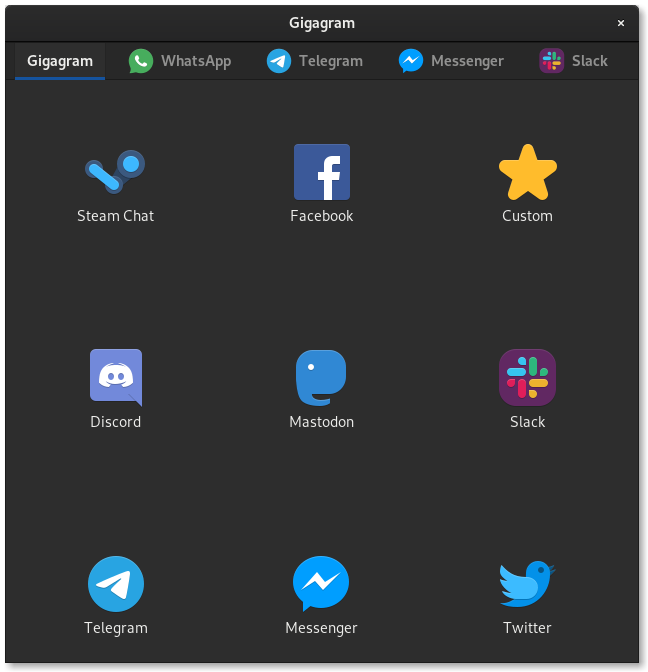 Gigagram
Gigagram WhatsApp Telegram Messenger Slack
Steam Chat Facebook Custom
Discord Mastodon Slack
Telegram Messenger Twitter